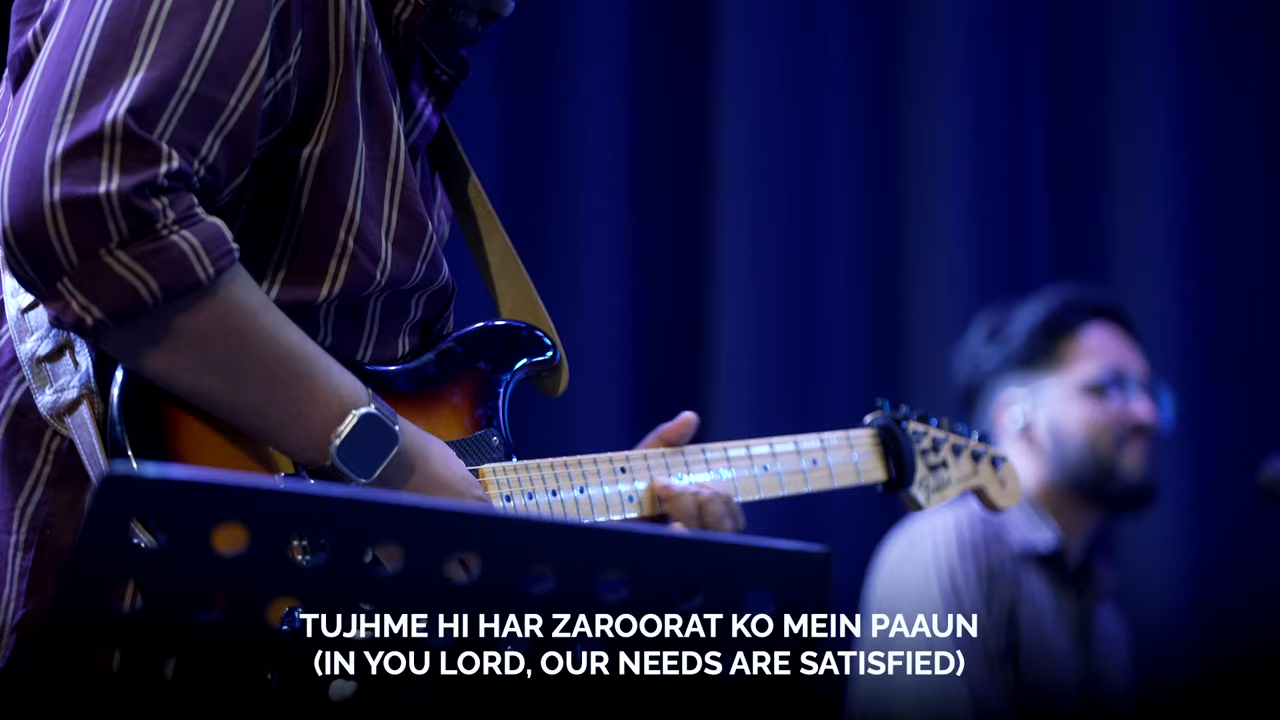 TUJHME HI HAR ZAROORAT KO MEIN PAAUN
(IN YOU LORD, OUR NEEDS ARE SATISFIED)